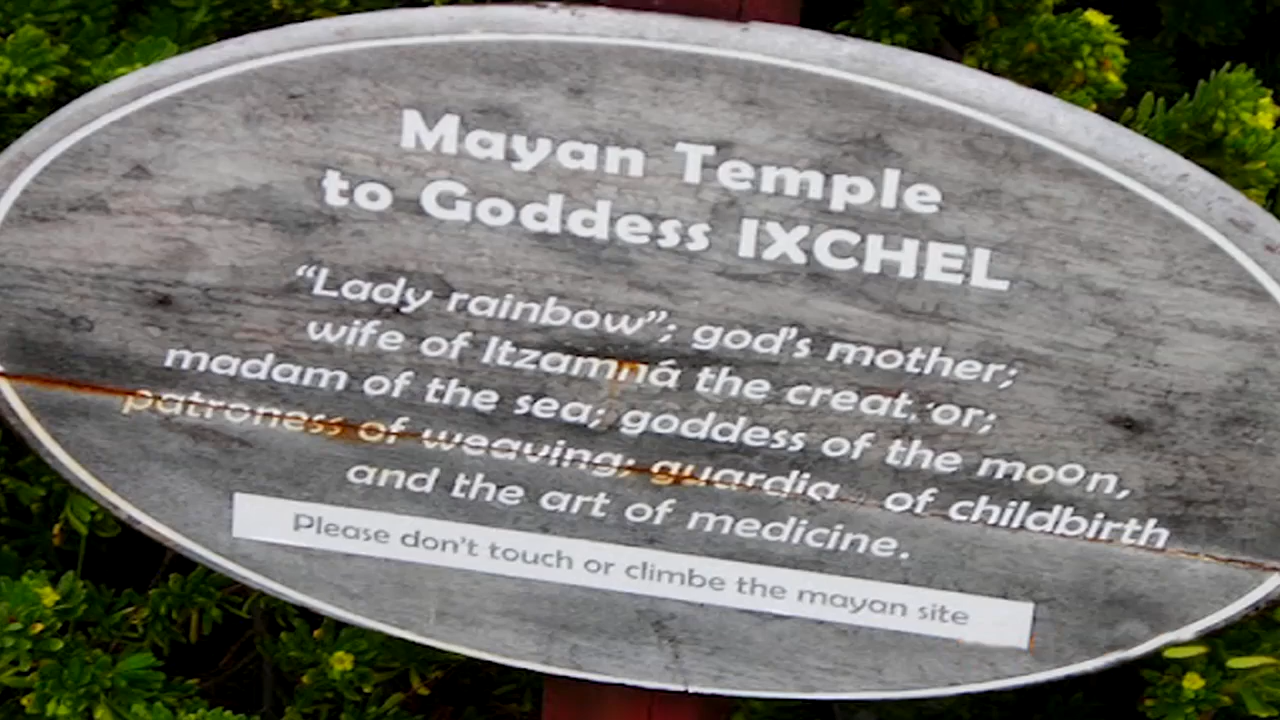 Mayan Temple
to Goddess IXCHEL
“Lady rainbow”; god's mother;
wife of Itzamná the creat or;
madam of the sea; goddess of the moon,
patroness of weaving; guardia of childbirth
and the art of medicine.
Please don't touch or climbe the mayan site